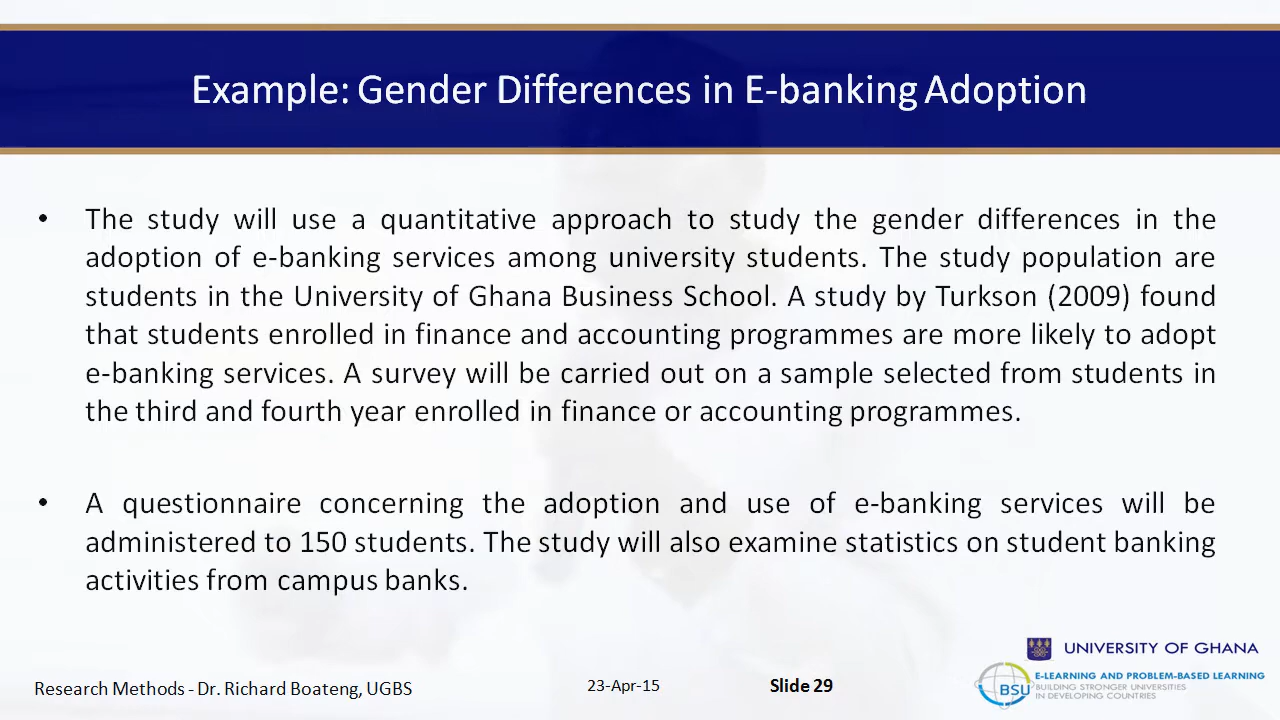 Example: Gender Differences in E-banking Adoption
• The study will use a quantitative approach to study the gender differences in the
adoption of e-banking services among university students. The study population are
students in the University of Ghana Business School. A study by Turkson (2009) found
that students enrolled in finance and accounting programmes are more likely to adopt
e-banking services. A survey will be carried out on a sample selected from students in
the third and fourth year enrolled in finance or accounting programmes.
• A questionnaire concerning the adoption and use of e-banking services will be
administered to 150 students. The study will also examine statistics on student banking
activities from campus banks.
UNIVERSITY OF GHANA
BSU
E-LEARNING AND PROBLEM-BASED LEARNING
BUILDING STRONGER UNIVERSITIES
IN DEVELOPING COUNTRIES
Research Methods - Dr. Richard Boateng, UGBS
23-Apr-15
Slide 29